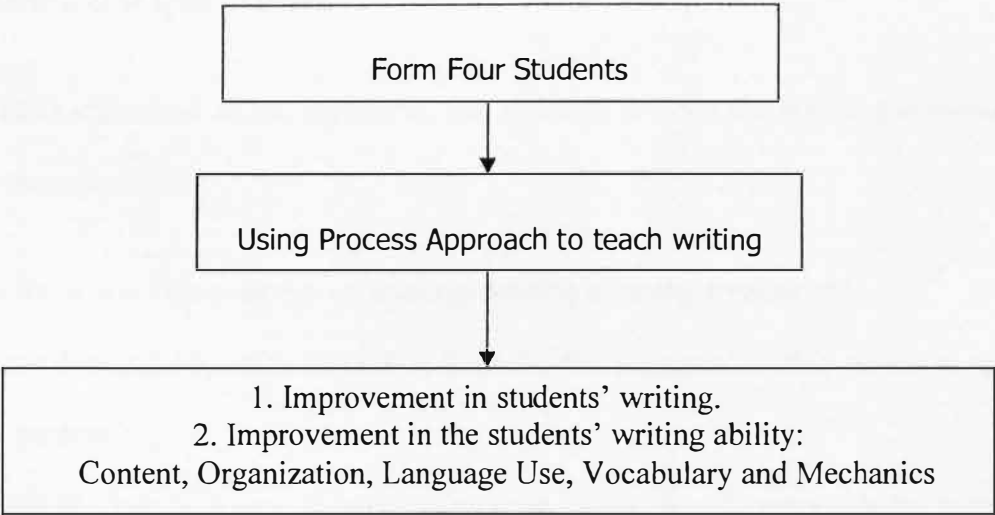 Form Four Students
Using Process Approach to teach writing
1. Improvement in students’ writing.
2. Improvement in the students’ writing ability:
Content, Organization, Language Use, Vocabulary and Mechanics